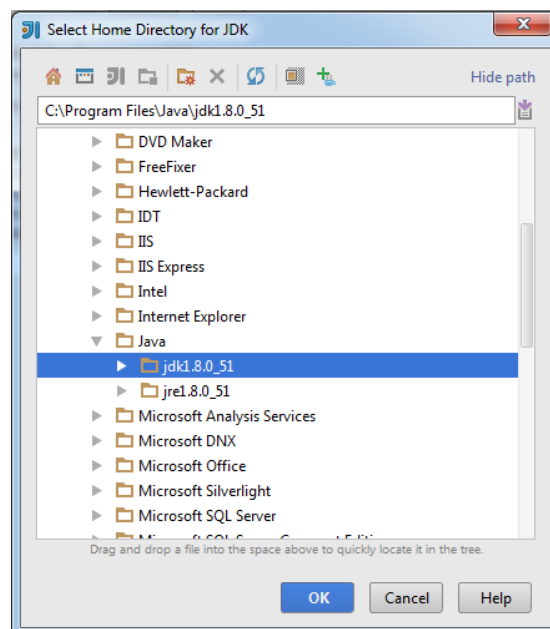 Select Home Directory for JDK
Hide path
C:\Program Files\Java\jdk1.8.0_51
DVD Maker
FreeFixer
Hewlett-Packard
IDT
IIS
IIS Express
Intel
Internet Explorer
Java
jdk1.8.0_51
jre1.8.0_51
Microsoft Analysis Services
Microsoft DNX
Microsoft Office
Microsoft Silverlight
Microsoft SQL Server
Drag and drop a file into the space above to quickly locate it in the tree.
OK
Cancel
Help